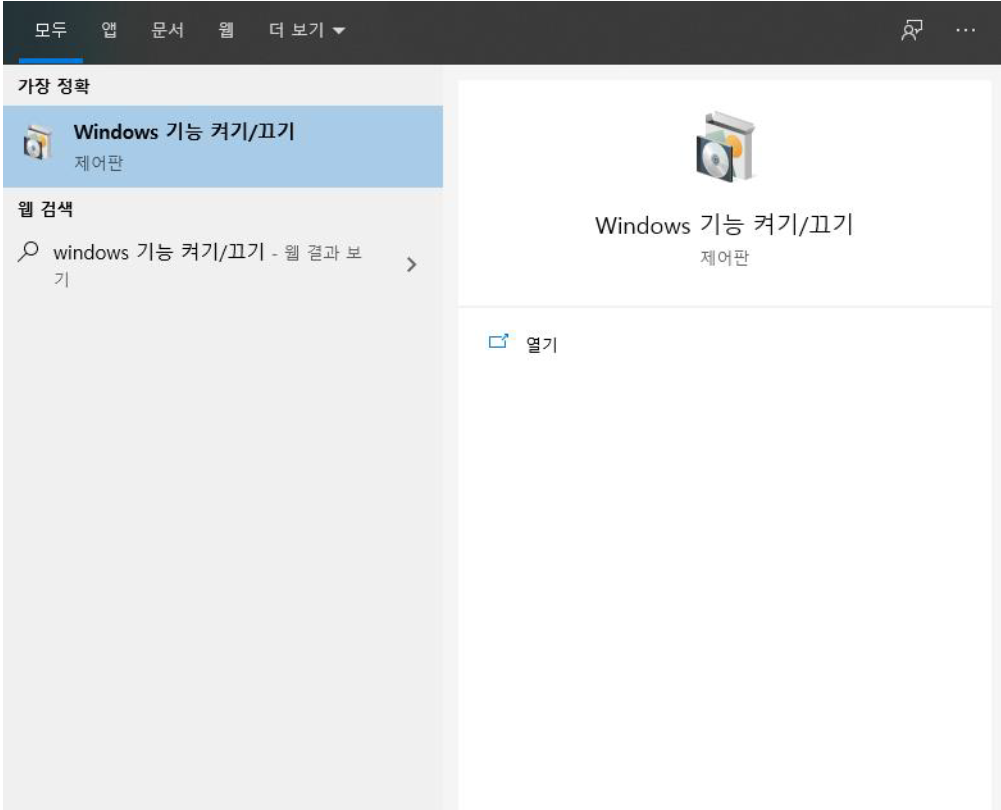 모두 앱 문서 웹 더 보기
가장 정확
Windows 기능 켜기/끄기
제어판
웹 검색
windows 기능 켜기/끄기 - 웹 결과 보
기
Windows 기능 켜기/끄기
제어판
열기